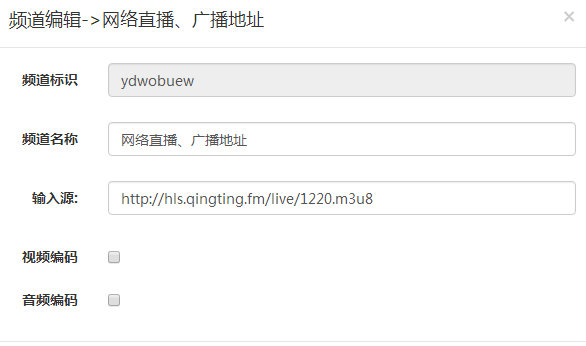 频道编辑->网络直播、广播地址
×
频道标识 ydwobuew
频道名称 网络直播、广播地址
输入源: http://hls.qingting.fm/live/1220.m3u8
视频编码
音频编码